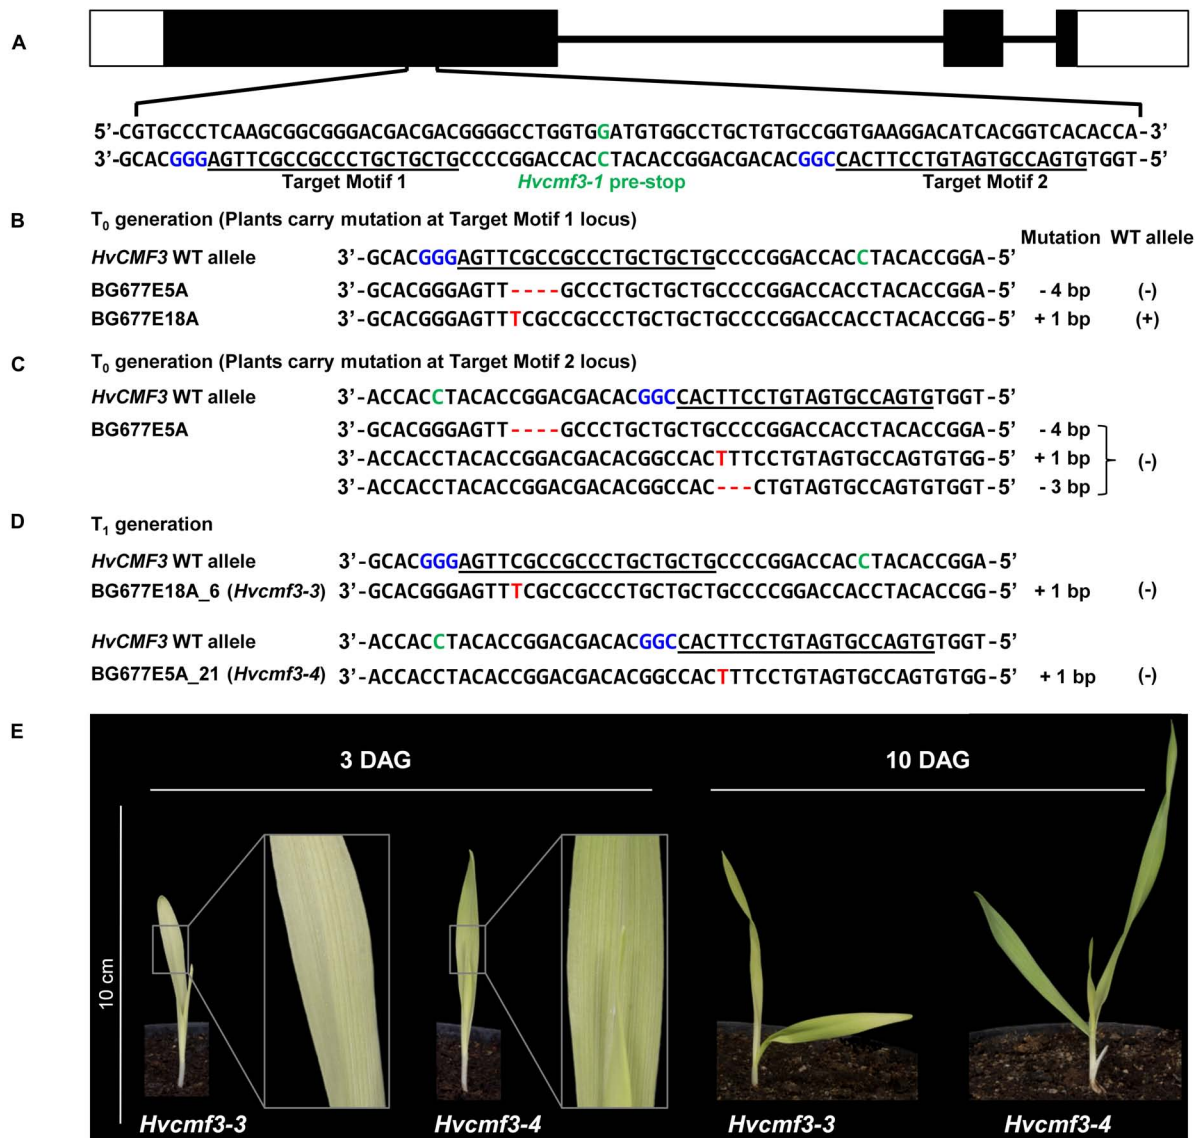 A
5’-CGTGCCCTCAAGCGGCGGGACGACGACGGGGCCTGGTGGATGTGGCCTGCTGTGCCGGTGAAGGACATCACGGTCACACCA-3’
3’-GCACGGGAGTTCGCCGCCCTGCTGCTGCCCCGGACCACCTACACCGGACGACACGGCCACTTCCTGTAGTGCCAGTGTGGT-5’
Target Motif 1 Hvcmf3-1 pre-stop Target Motif 2
B T0 generation (Plants carry mutation at Target Motif 1 locus)
Mutation WT allele
HvCMF3 WT allele 3’-GCACGGGAGTTCGCCGCCCTGCTGCTGCCCCGGACCACCTACACCGGA-5’
BG677E5A 3’-GCACGGGAGTT----GCCCTGCTGCTGCCCCGGACCACCTACACCGGA-5’ - 4 bp (-)
BG677E18A 3’-GCACGGGAGTTTCGCCGCCCTGCTGCTGCCCCGGACCACCTACACCGG-5’ + 1 bp (+)
C T0 generation (Plants carry mutation at Target Motif 2 locus)
HvCMF3 WT allele 3’-ACCACCTACACCGGACGACACGGCCACTTCCTGTAGTGCCAGTGTGGT-5’
BG677E5A 3’-GCACGGGAGTT----GCCCTGCTGCTGCCCCGGACCACCTACACCGGA-5’ - 4 bp
3’-ACCACCTACACCGGACGACACGGCCACTTTCCTGTAGTGCCAGTGTGG-5’ + 1 bp (-)
3’-ACCACCTACACCGGACGACACGGCCAC---CTGTAGTGCCAGTGTGGT-5’ - 3 bp
D T1 generation
HvCMF3 WT allele 3’-GCACGGGAGTTCGCCGCCCTGCTGCTGCCCCGGACCACCTACACCGGA-5’
BG677E18A_6 (Hvcmf3-3) 3’-GCACGGGAGTTTCGCCGCCCTGCTGCTGCCCCGGACCACCTACACCGG-5’ + 1 bp (-)
HvCMF3 WT allele 3’-ACCACCTACACCGGACGACACGGCCACTTCCTGTAGTGCCAGTGTGGT-5’
BG677E5A_21 (Hvcmf3-4) 3’-ACCACCTACACCGGACGACACGGCCACTTTCCTGTAGTGCCAGTGTGG-5’ + 1 bp (-)
E
3 DAG 10 DAG
10 cm
Hvcmf3-3 Hvcmf3-4 Hvcmf3-3 Hvcmf3-4